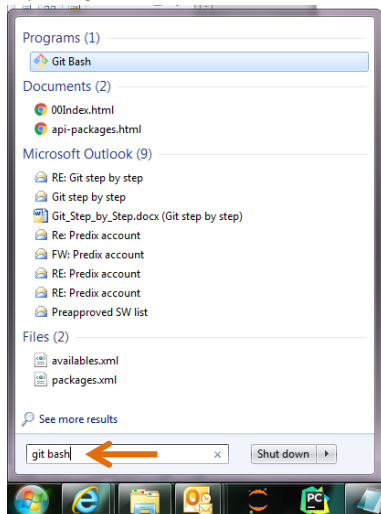 Programs (1)
Git Bash
Documents (2)
00Index.html
api-packages.html
Microsoft Outlook (9)
RE: Git step by step
Git step by step
Git_Step_by_Step.docx (Git step by step)
Re: Predix account
FW: Predix account
RE: Predix account
RE: Predix account
Preapproved SW list
Files (2)
availables.xml
packages.xml
See more results
git bash
Shut down
PC